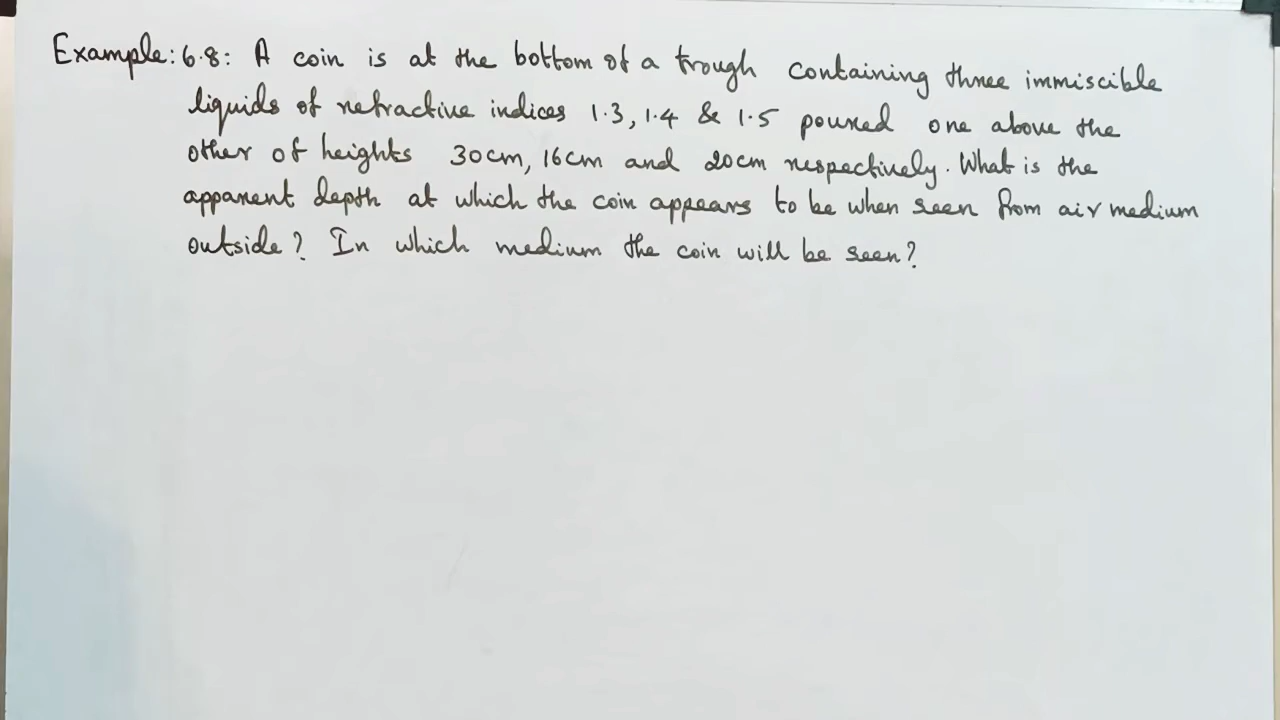 Example: 6.8: A coin is at the bottom of a trough containing three immiscible
liquids of refractive indices 1.3, 1.4 & 1.5 poured one above the
other of heights 30cm, 16cm and 20cm respectively. What is the
apparent depth at which the coin appears to be when seen from air medium
outside? In which medium the coin will be seen?